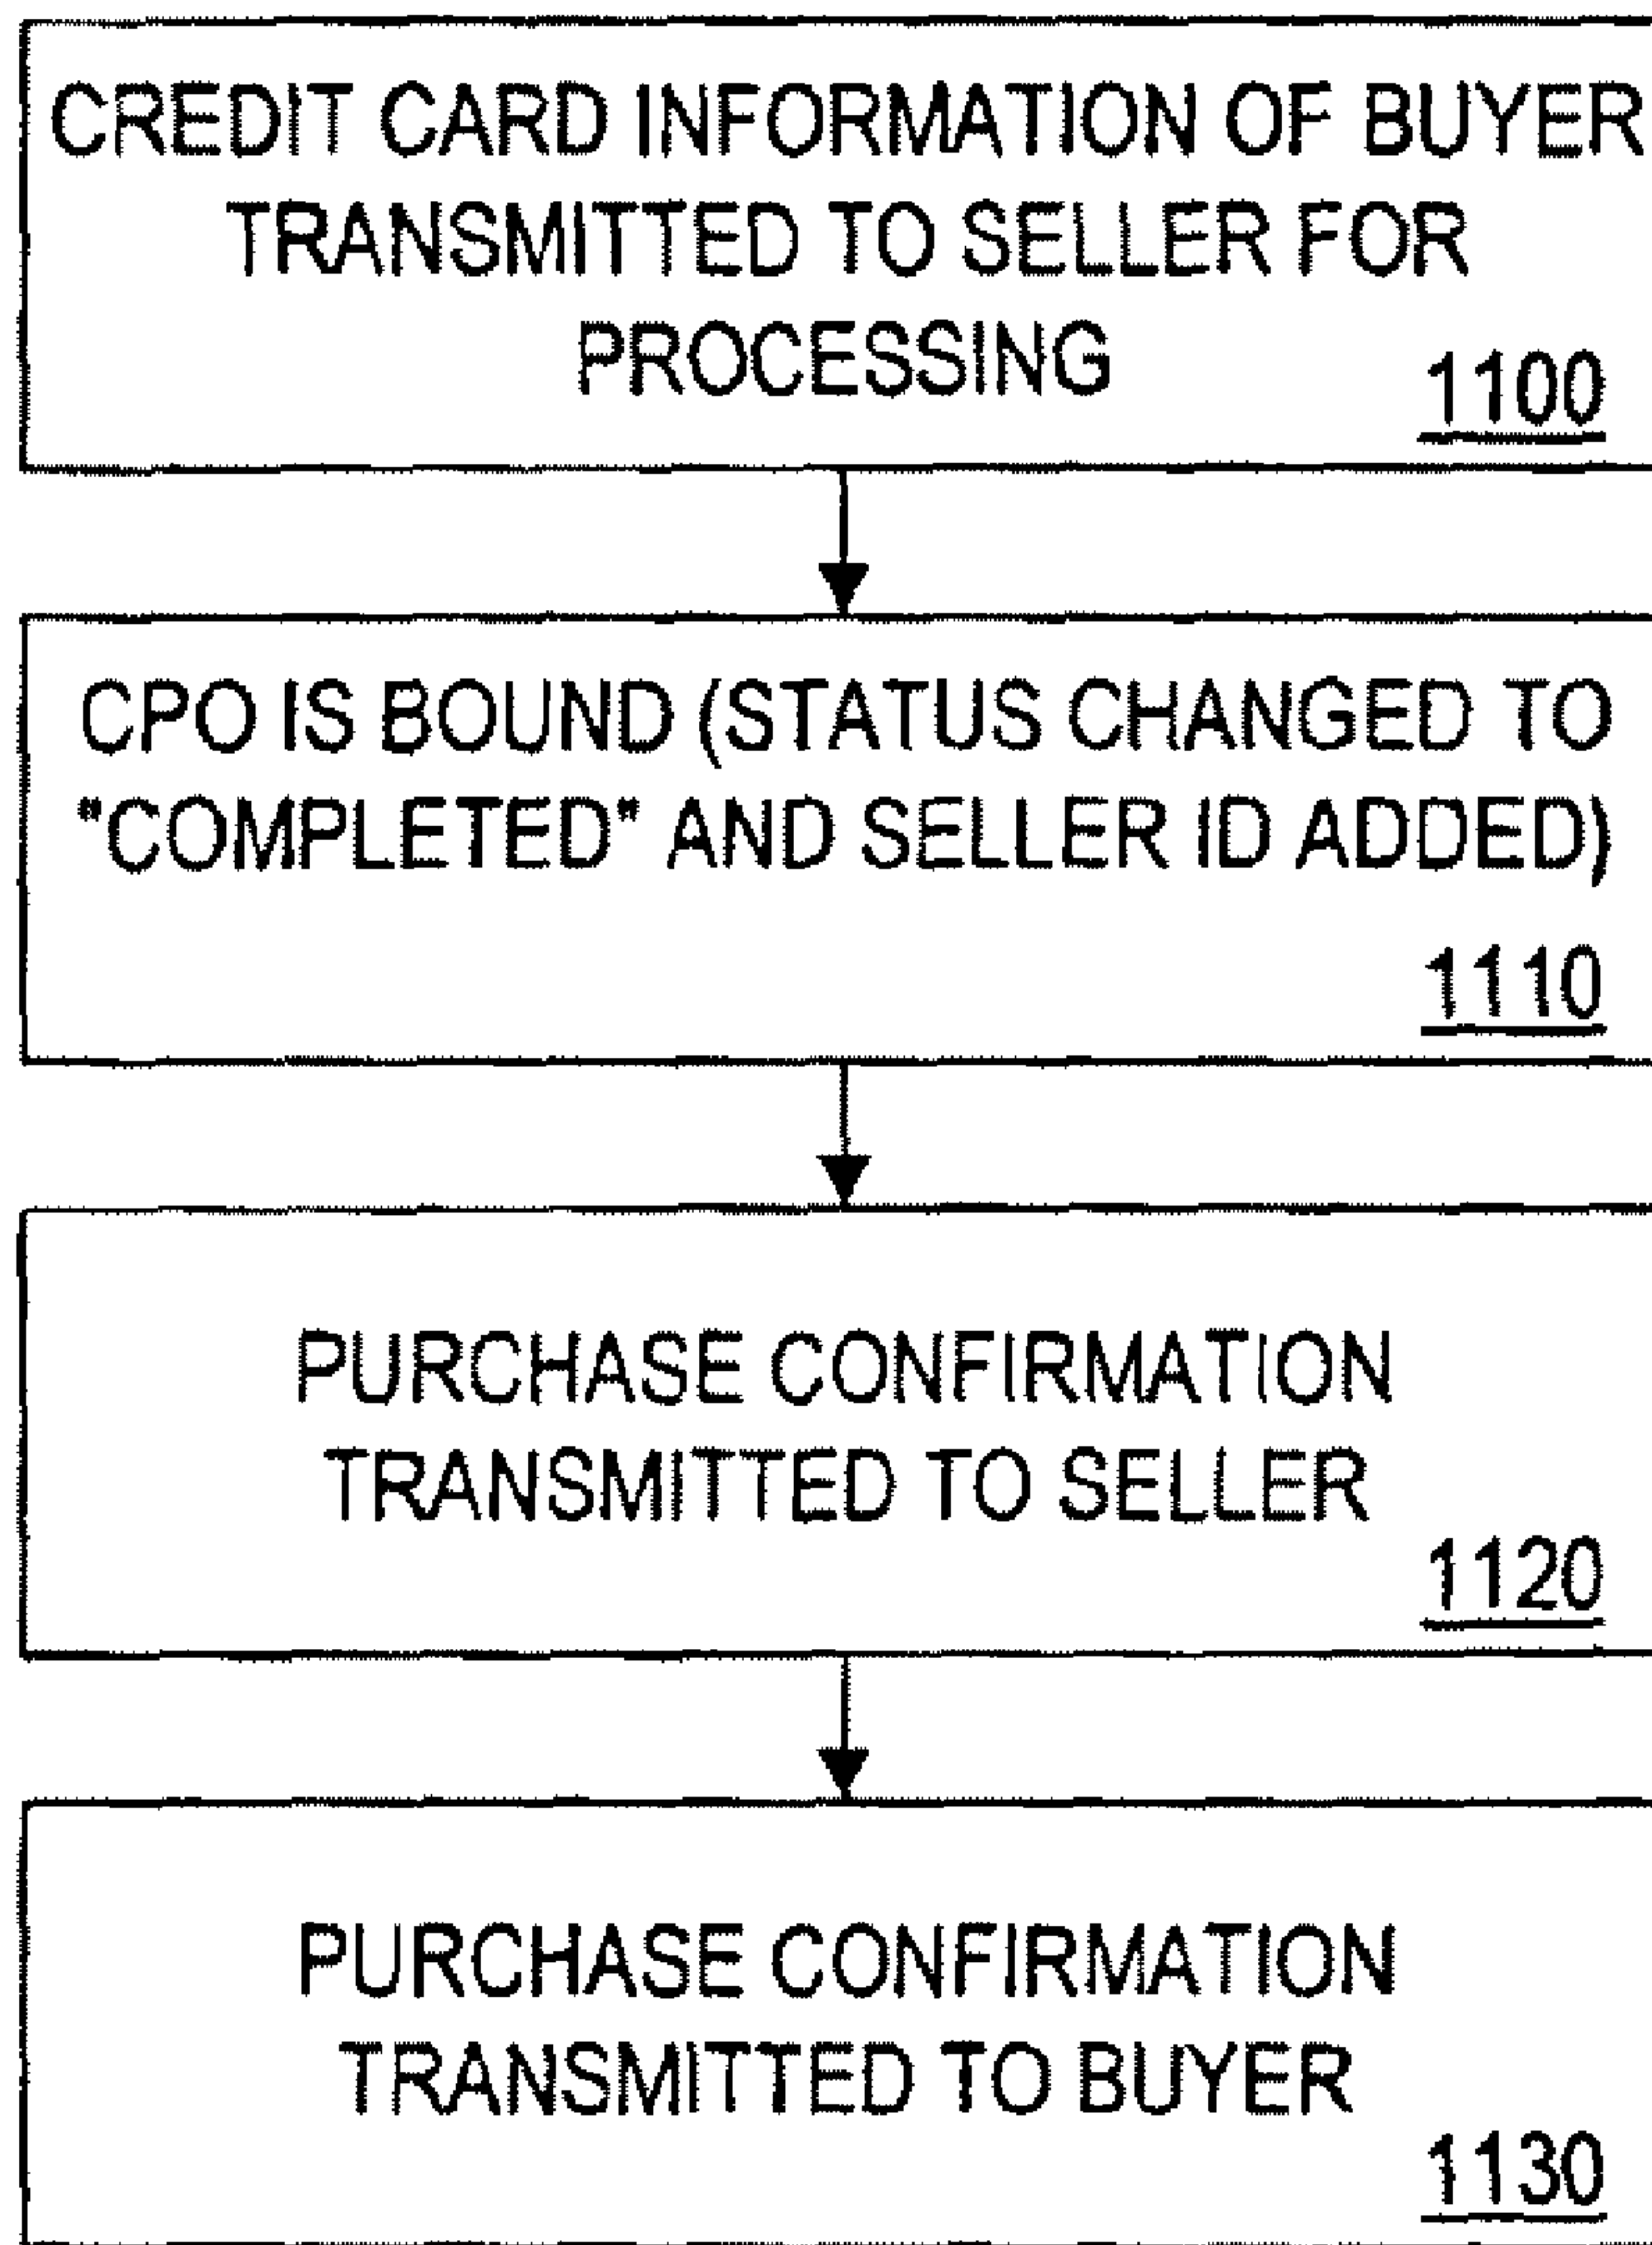 CREDIT CARD INFORMATION OF BUYER
TRANSMITTED TO SELLER FOR
PROCESSING
1100
CPO IS BOUND (STATUS CHANGED TO
"COMPLETED" AND SELLER ID ADDED)
1110
PURCHASE CONFIRMATION
TRANSMITTED TO SELLER
1120
PURCHASE CONFIRMATION
TRANSMITTED TO BUYER
1130